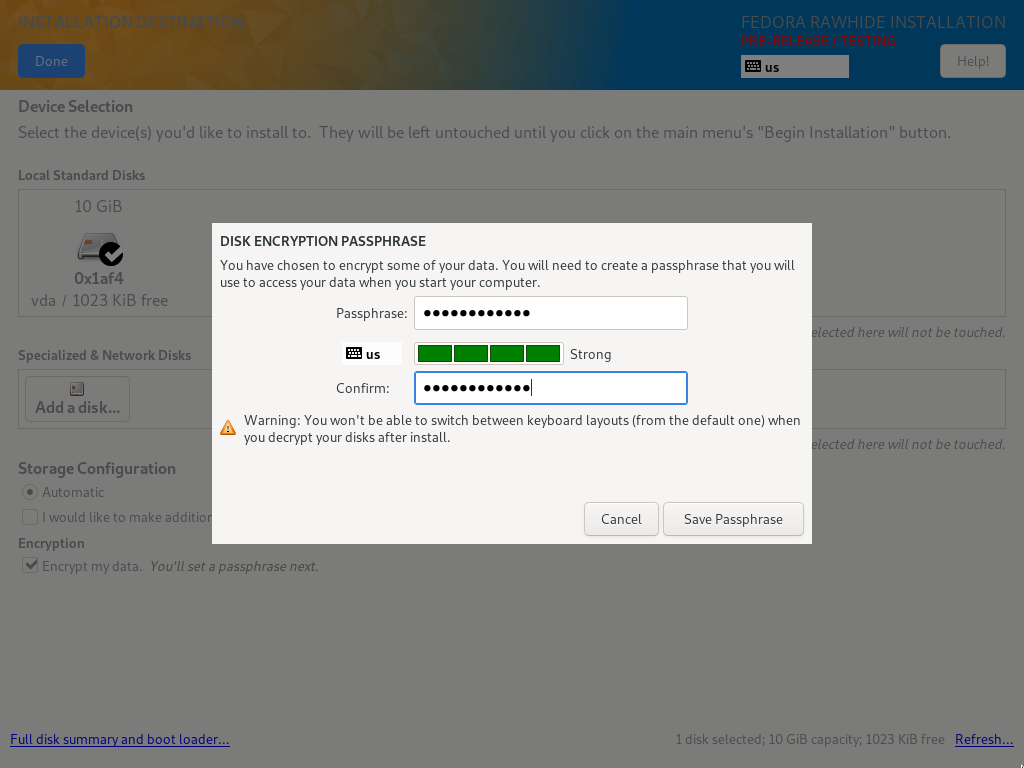 INSTALLATION DESTINATION
FEDORA RAWHIDE INSTALLATION
PRE-RELEASE / TESTING
Done
us
Help!
Device Selection
Select the device(s) you'd like to install to.  They will be left untouched until you click on the main menu's "Begin Installation" button.
Local Standard Disks
10 GiB
0x1af4
vda / 1023 KiB free
elected here will not be touched.
Specialized & Network Disks
Add a disk...
elected here will not be touched.
Storage Configuration
Automatic
I would like to make addition
Encryption
Encrypt my data.  You'll set a passphrase next.
DISK ENCRYPTION PASSPHRASE
You have chosen to encrypt some of your data. You will need to create a passphrase that you will
use to access your data when you start your computer.
Passphrase: ●●●●●●●●●●●●
us
Strong
Confirm: ●●●●●●●●●●●●
Warning: You won't be able to switch between keyboard layouts (from the default one) when
you decrypt your disks after install.
Cancel
Save Passphrase
Full disk summary and boot loader...
1 disk selected; 10 GiB capacity; 1023 KiB free
Refresh...